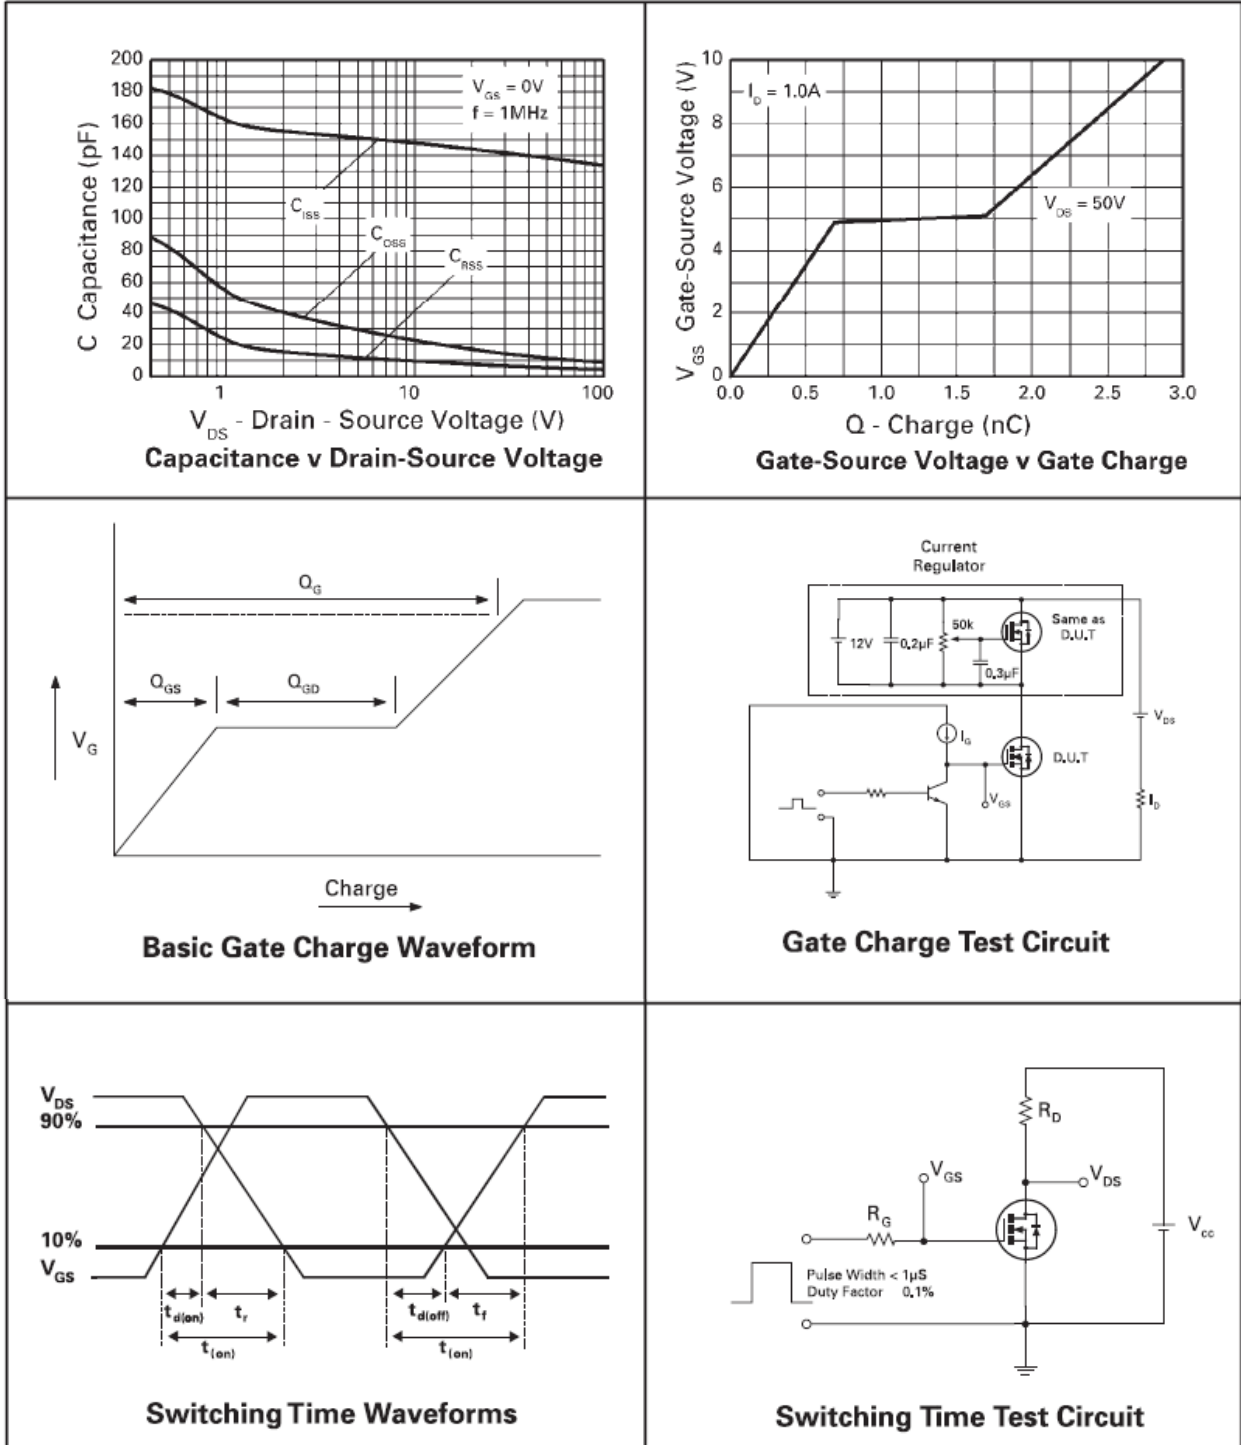 200
180
160
140
120
100
80
60
40
20
0
C Capacitance (pF)
VGS = 0V
f = 1MHz
CISS
COSS
CRSS
1 10 100
VDS - Drain - Source Voltage (V)
Capacitance v Drain-Source Voltage
10
8
6
4
2
0
VGS Gate-Source Voltage (V)
ID = 1.0A
VDS = 50V
0.0 0.5 1.0 1.5 2.0 2.5 3.0
Q - Charge (nC)
Gate-Source Voltage v Gate Charge
QG
QGS QGD
VG
Charge
Basic Gate Charge Waveform
Current
Regulator
12V 0.2µF 50k 0.3µF
Same as
D.U.T
VDS
IG
D.U.T
VGS
ID
Gate Charge Test Circuit
VDS
90%
10%
VGS
td(on) tr td(off) tf
t(on) t(on)
Switching Time Waveforms
RD
VGS
VDS
RG
Vcc
Pulse Width < 1µS
Duty Factor 0.1%
Switching Time Test Circuit